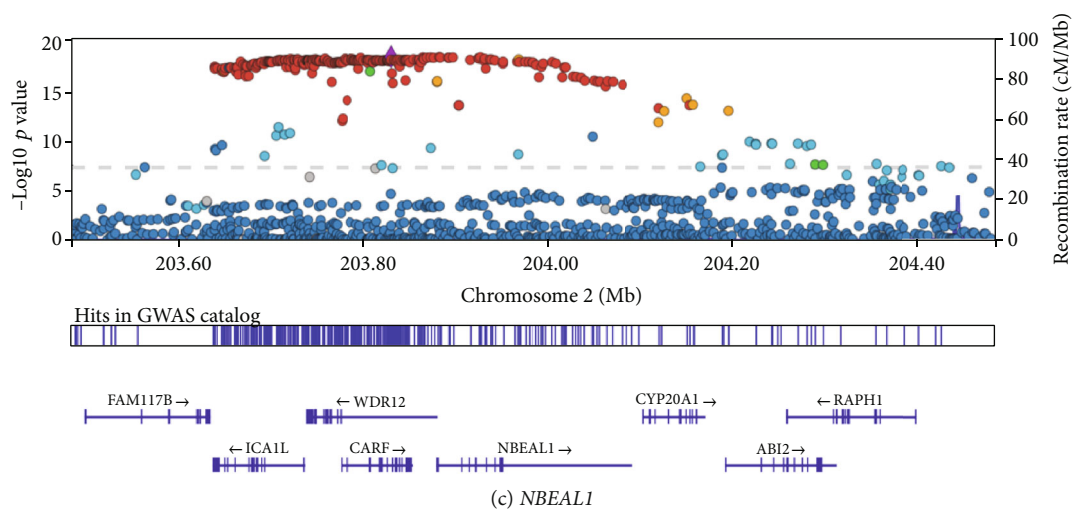 20
15
10
5
0
−Log10 p value
100
80
60
40
20
0
Recombination rate (cM/Mb)
203.60 203.80 204.00 204.20 204.40
Chromosome 2 (Mb)
Hits in GWAS catalog
FAM117B→ ←WDR12 CYP20A1→ ←RAPH1
←ICA1L CARF→ NBEAL1→ ABI2→
(c) NBEAL1